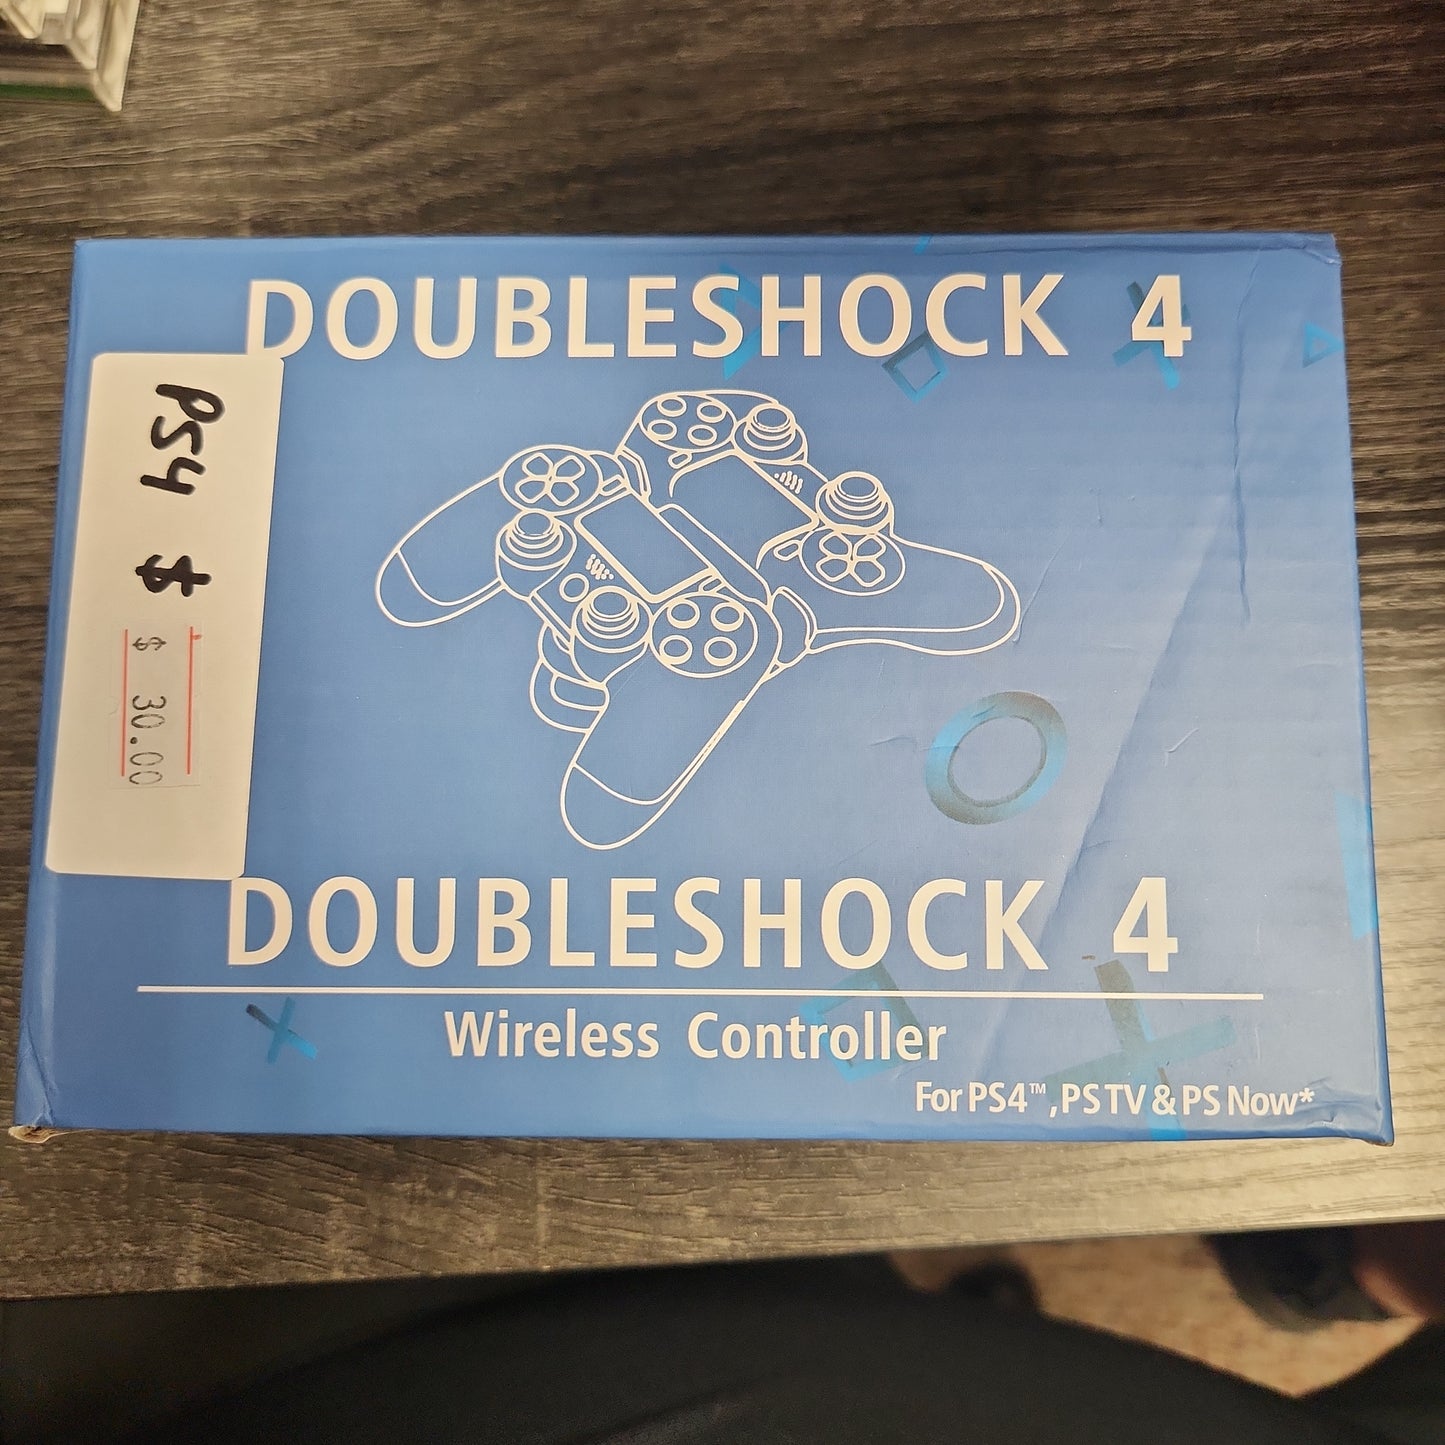 DOUBLESHOCK 4
PS4 $
$ 30.00
DOUBLESHOCK 4
Wireless Controller
For PS4™, PS TV & PS Now*